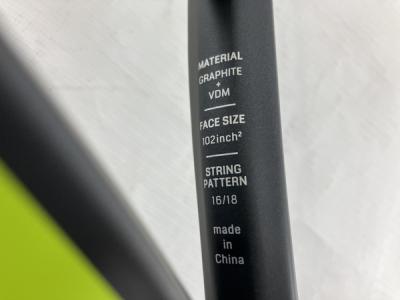 MATERIAL
GRAPHITE
+
VDM
FACE SIZE
102inch²
STRING
PATTERN
16/18
made
in
China